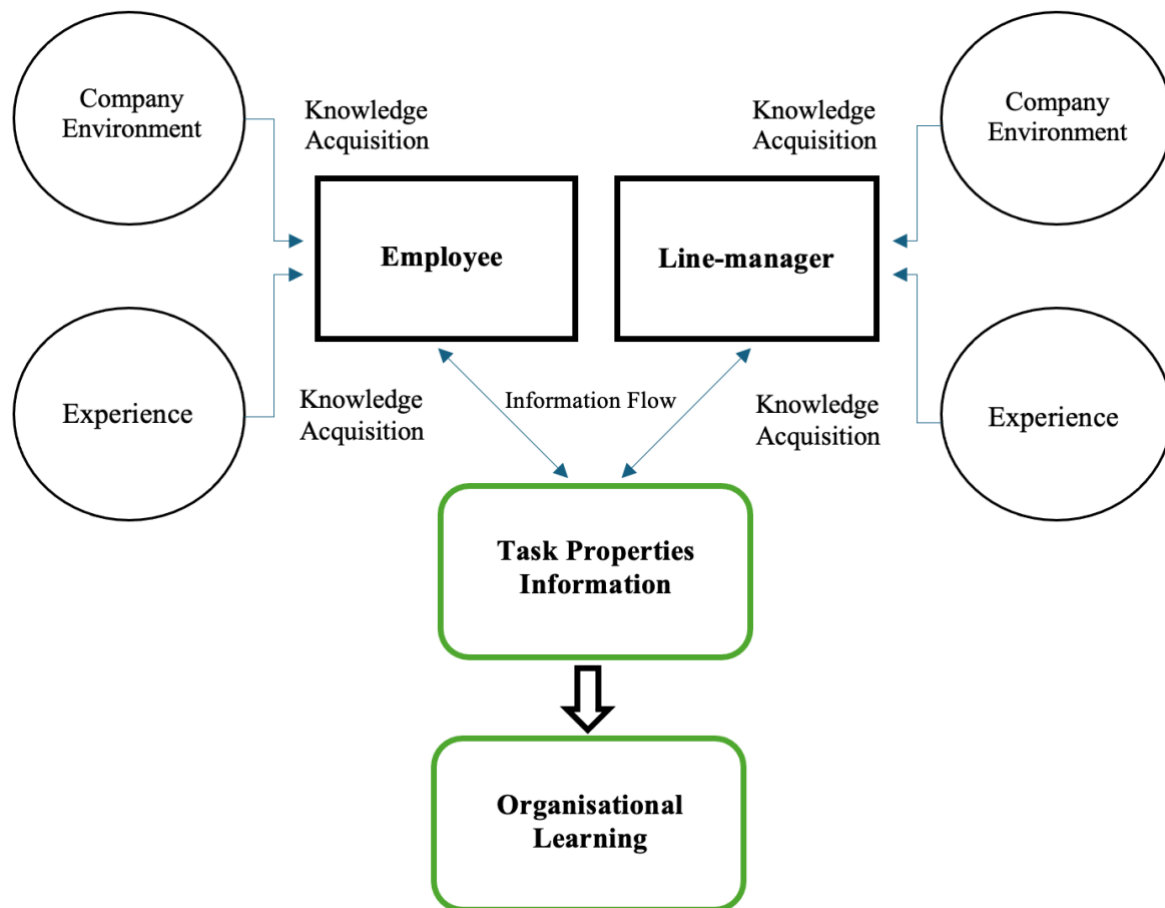 Company
Environment
Knowledge
Acquisition
Knowledge
Acquisition
Company
Environment
Employee
Line-manager
Experience
Knowledge
Acquisition
Information Flow
Knowledge
Acquisition
Experience
Task Properties
Information
Organisational
Learning